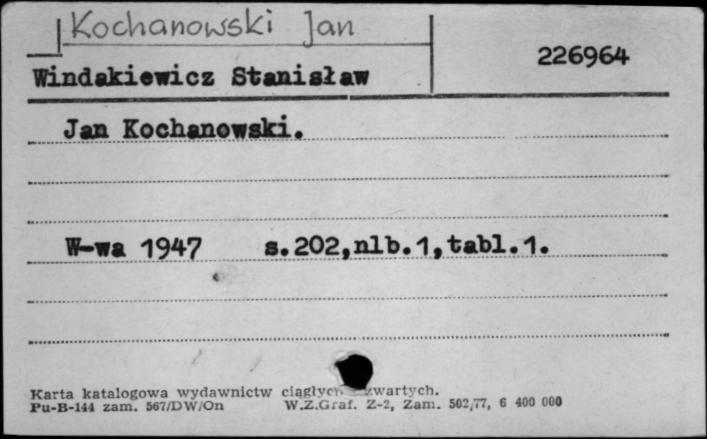 Kochanowski Jan
226964
Windakiewicz Stanisław
Jan Kochanowski.
W-wa 1947 s.202,nlb.1,tabl.1.
Karta katalogowa wydawnictw ciągłych zwartych.
Pu-B-144 zam. 567/DW/On W.Z.Graf. Z-2, Zam. 502/77, 6 400 000